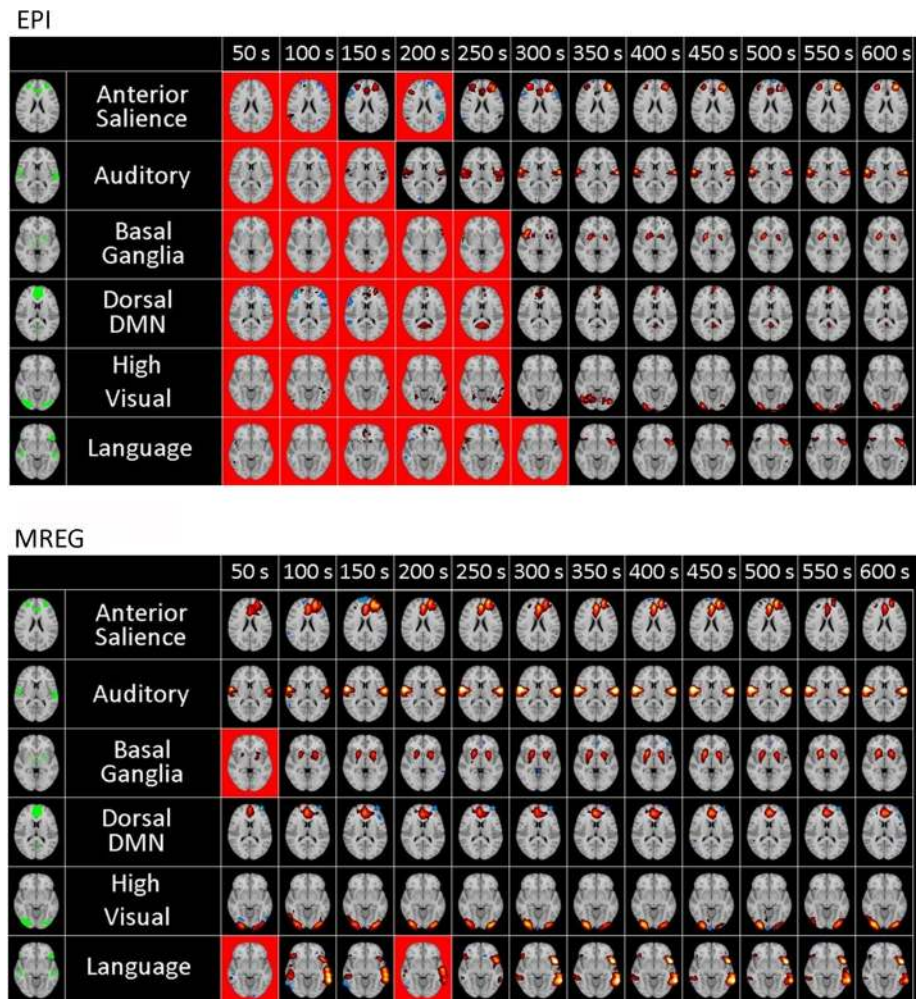 EPI
50 s 100 s 150 s 200 s 250 s 300 s 350 s 400 s 450 s 500 s 550 s 600 s
Anterior
Salience
Auditory
Basal
Ganglia
Dorsal
DMN
High
Visual
Language
MREG
50 s 100 s 150 s 200 s 250 s 300 s 350 s 400 s 450 s 500 s 550 s 600 s
Anterior
Salience
Auditory
Basal
Ganglia
Dorsal
DMN
High
Visual
Language